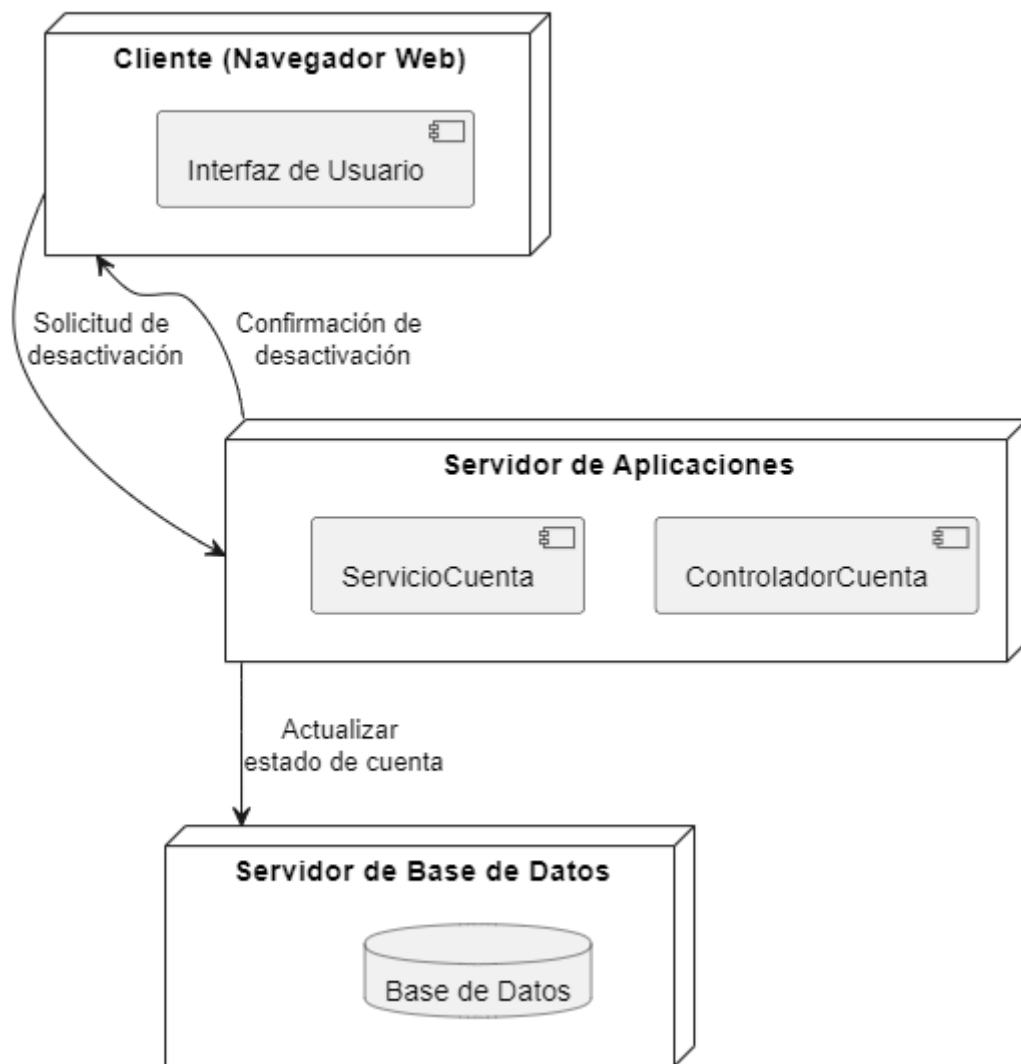 Cliente (Navegador Web)
Interfaz de Usuario
Solicitud de
desactivación
Confirmación de
desactivación
Servidor de Aplicaciones
ServicioCuenta
ControladorCuenta
Actualizar
estado de cuenta
Servidor de Base de Datos
Base de Datos